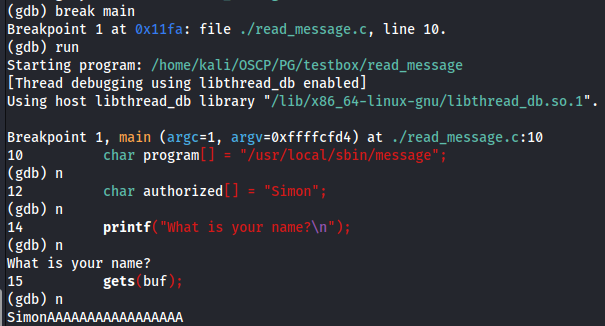 (gdb) break main
Breakpoint 1 at 0x11fa: file ./read_message.c, line 10.
(gdb) run
Starting program: /home/kali/OSCP/PG/testbox/read_message
[Thread debugging using libthread_db enabled]
Using host libthread_db library "/lib/x86_64-linux-gnu/libthread_db.so.1".

Breakpoint 1, main (argc=1, argv=0xffffcfd4) at ./read_message.c:10
10        char program[] = "/usr/local/sbin/message";
(gdb) n
12        char authorized[] = "Simon";
(gdb) n
14        printf("What is your name?\n");
(gdb) n
What is your name?
15        gets(buf);
(gdb) n
SimonAAAAAAAAAAAAAAAAA